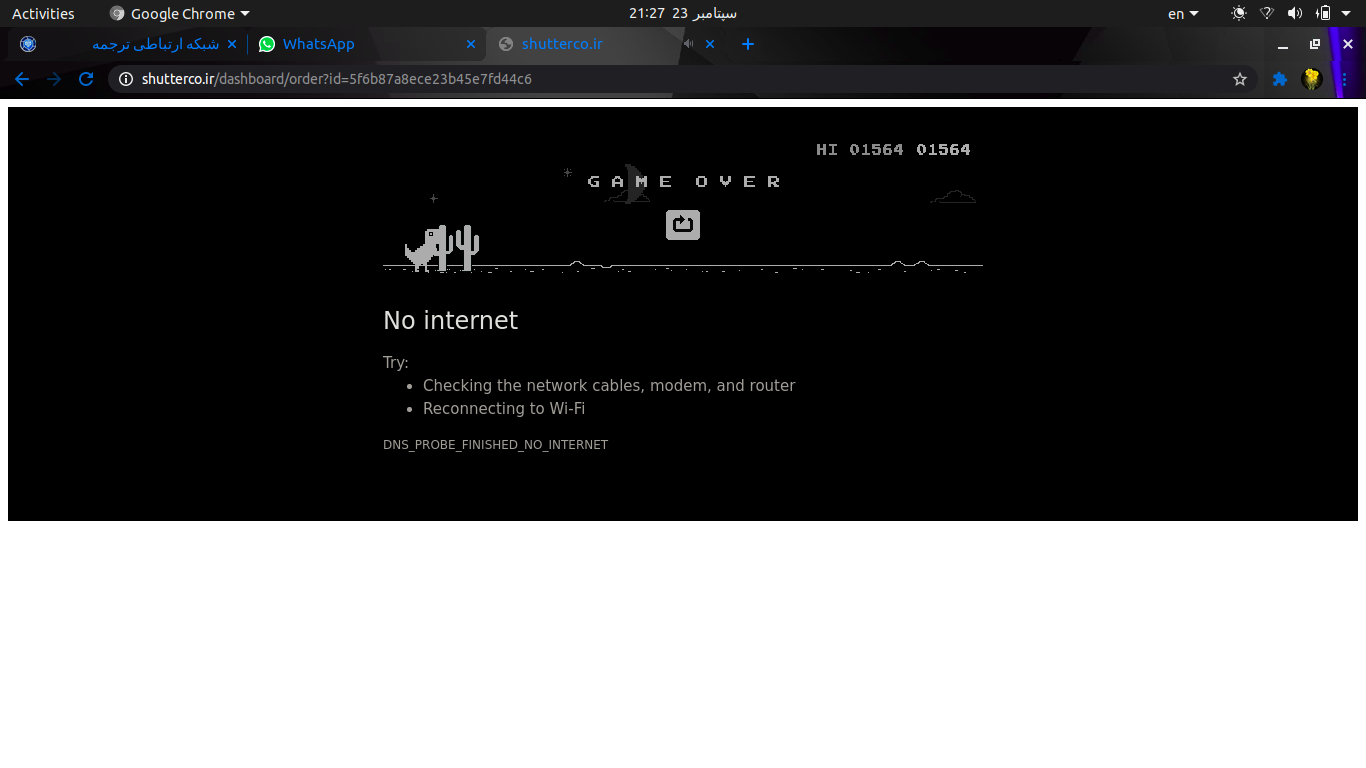 Activities Google Chrome 21:27 23 سپتامبر en
شبکه ارتباطی ترجمه WhatsApp shutterco.ir
shutterco.ir/dashboard/order?id=5f6b87a8ece23b45e7fd44c6
HI 01564 01564
GAME OVER
No internet
Try:
• Checking the network cables, modem, and router
• Reconnecting to Wi-Fi
DNS_PROBE_FINISHED_NO_INTERNET